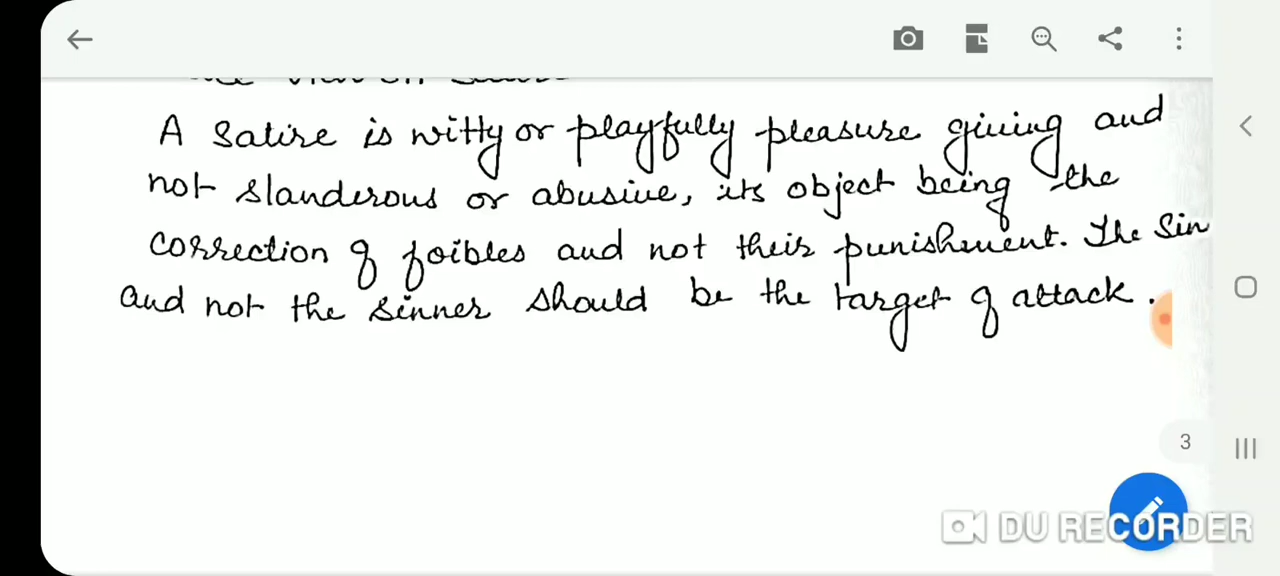 A Satire is witty or playfully pleasure giving and
not slanderous or abusive, its object being the
correction of foibles and not their punishment. The Sin
and not the sinner should be the target of attack.
3
DU RECORDER